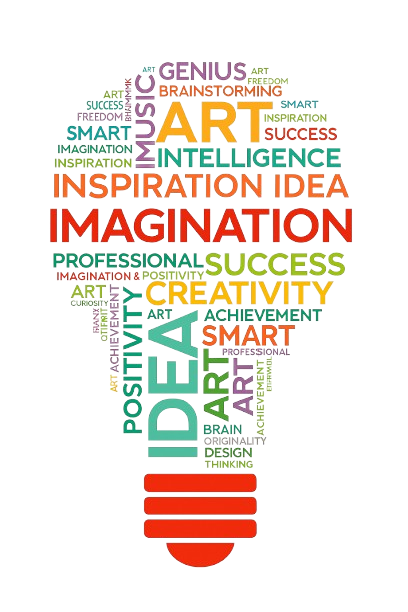 ART GENIUS ART
FREEDOM
BRAINSTORMING
IMUSIC
ART
SUCCESS
FREEDOM
ART
SMART
INSPIRATION
SMART
SUCCESS
IMAGINATION
INTELLIGENCE
INSPIRATION
INSPIRATION IDEA
IMAGINATION
PROFESSIONAL SUCCESS
IMAGINATION & POSITIVITY
ART
CREATIVITY
CURIOSITY
ACHIEVEMENT
POSITIVITY
ART
ART
ACHIEVEMENT
IDEA
SMART
PROFESSIONAL
ART
ART
ACHIEVEMENT
BRAIN
ORIGINALITY
DESIGN
THINKING